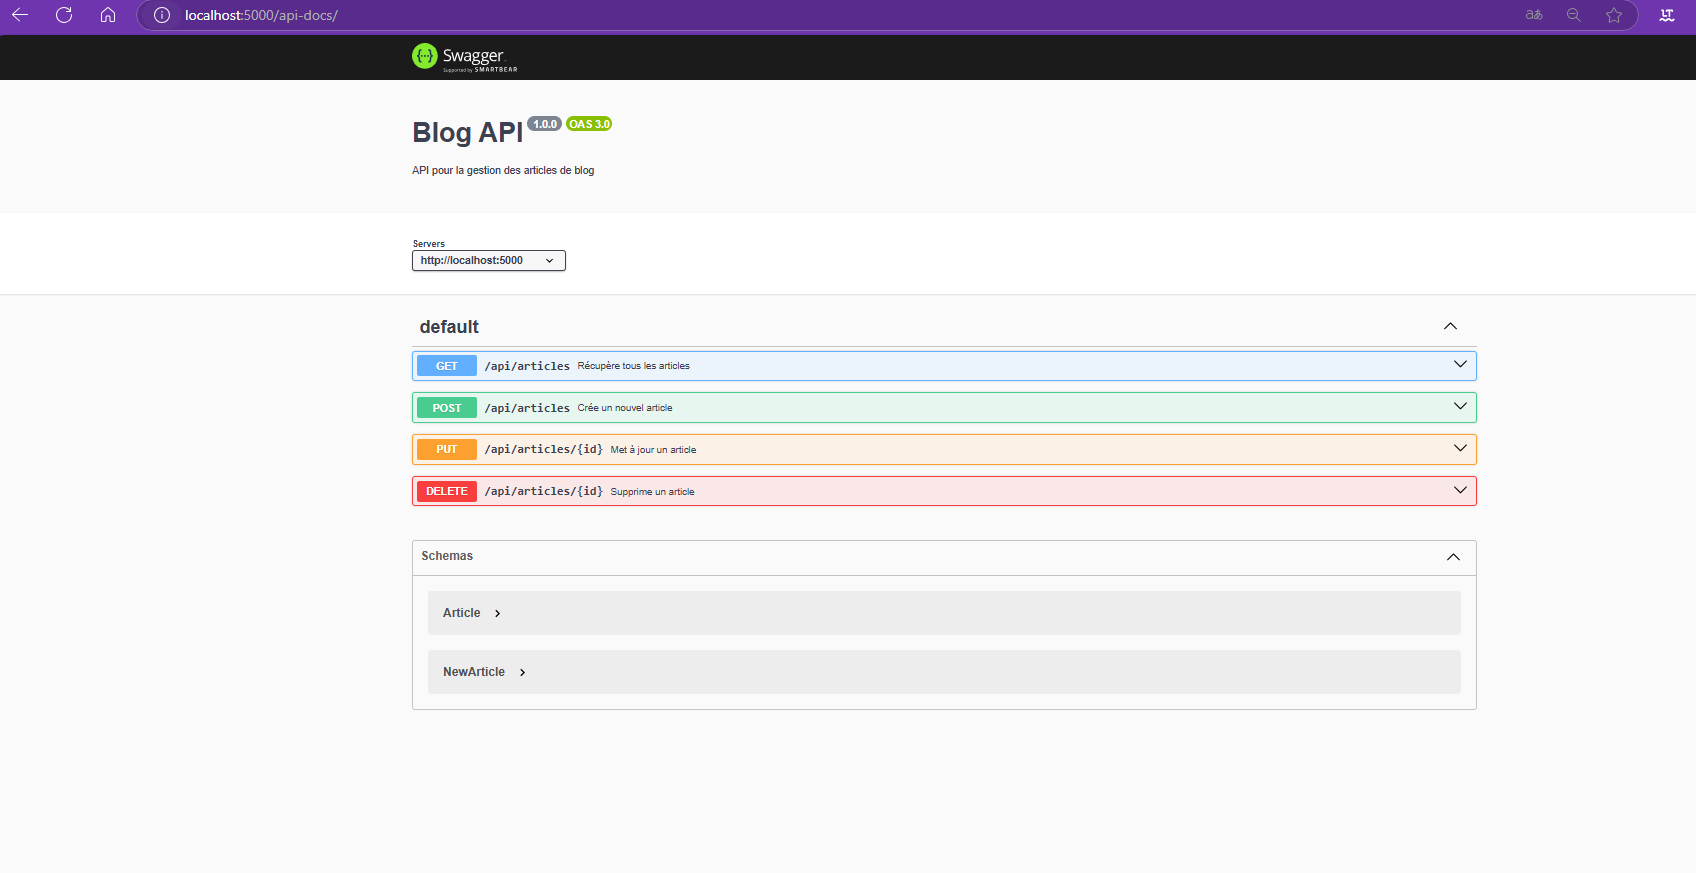 localhost:5000/api-docs/
aあ
LT
{···} Swagger.
Supported by SMARTBEAR
Blog API 1.0.0 OAS 3.0
API pour la gestion des articles de blog
Servers
http://localhost:5000
default
GET /api/articles Récupère tous les articles
POST /api/articles Crée un nouvel article
PUT /api/articles/{id} Met à jour un article
DELETE /api/articles/{id} Supprime un article
Schemas
Article
NewArticle